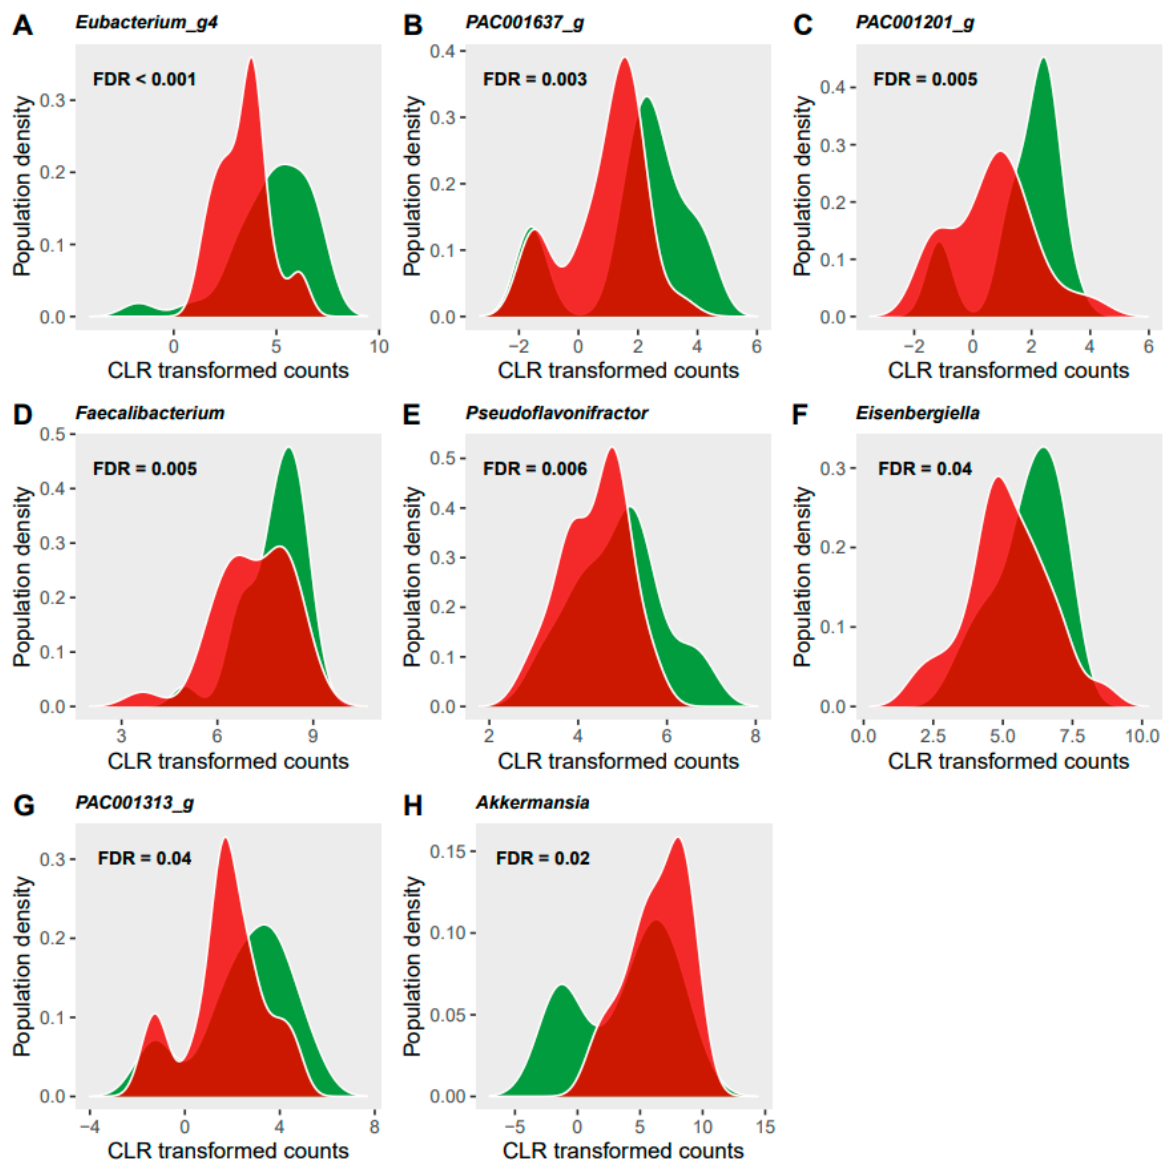 A Eubacterium_g4
FDR < 0.001
Population density
0.3
0.2
0.1
0.0
0 5 10
CLR transformed counts
B PAC001637_g
FDR = 0.003
Population density
0.4
0.3
0.2
0.1
0.0
−2 0 2 4 6
CLR transformed counts
C PAC001201_g
FDR = 0.005
Population density
0.4
0.3
0.2
0.1
0.0
−2 0 2 4 6
CLR transformed counts
D Faecalibacterium
FDR = 0.005
Population density
0.5
0.4
0.3
0.2
0.1
0.0
3 6 9
CLR transformed counts
E Pseudoflavonifractor
FDR = 0.006
Population density
0.5
0.4
0.3
0.2
0.1
0.0
2 4 6 8
CLR transformed counts
F Eisenbergiella
FDR = 0.04
Population density
0.3
0.2
0.1
0.0
0.0 2.5 5.0 7.5 10.0
CLR transformed counts
G PAC001313_g
FDR = 0.04
Population density
0.3
0.2
0.1
0.0
−4 0 4 8
CLR transformed counts
H Akkermansia
FDR = 0.02
Population density
0.15
0.10
0.05
0.00
−5 0 5 10 15
CLR transformed counts